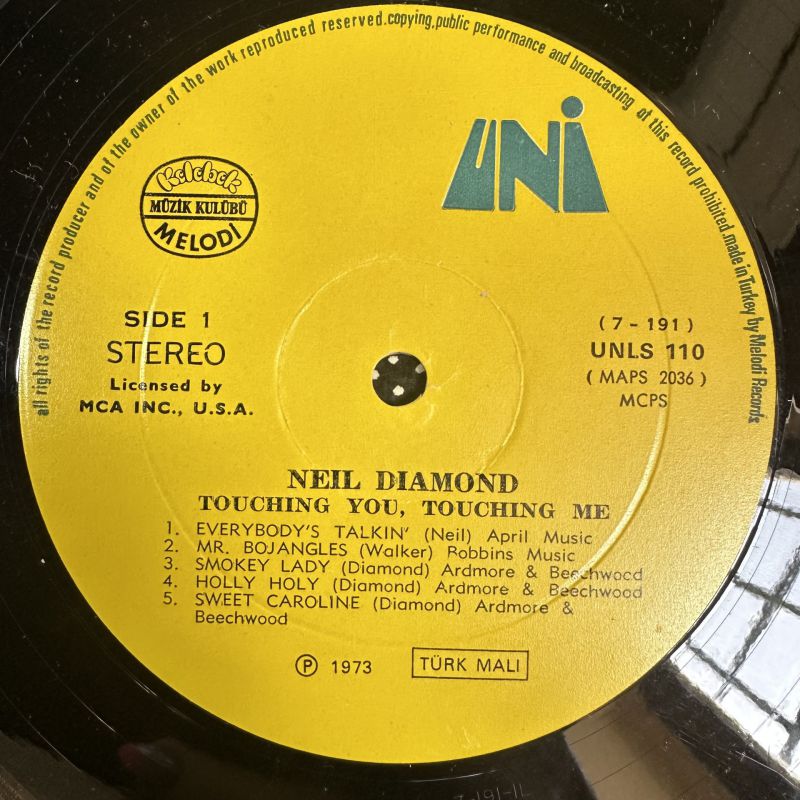 all rights of the record producer and of the owner of the work reproduced reserved.copying,public performance and broadcasting of this record prohibited.made in Turkey by Melodi Records
UNI
Kelebek
MÜZİK KULÜBÜ
MELODİ
SIDE 1
STEREO
Licensed by
MCA INC., U.S.A.
(7-191)
UNLS 110
(MAPS 2036)
MCPS
NEIL DIAMOND
TOUCHING YOU, TOUCHING ME
1. EVERYBODY'S TALKIN' (Neil) April Music
2. MR. BOJANGLES (Walker) Robbins Music
3. SMOKEY LADY (Diamond) Ardmore & Beechwood
4. HOLLY HOLY (Diamond) Ardmore & Beechwood
5. SWEET CAROLINE (Diamond) Ardmore &
Beechwood
Ⓟ 1973
TÜRK MALI